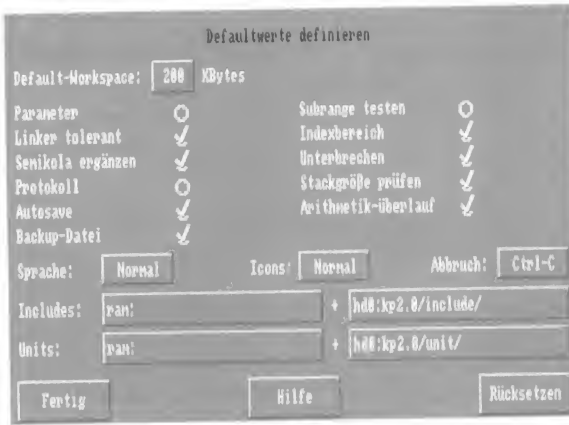 Defaultwerte definieren
Default-Workspace: 200 KBytes
Parameter
Linker tolerant
Semikola ergänzen
Protokoll
Autosave
Backup-Datei
Subrange testen
Indexbereich
Unterbrechen
Stackgröße prüfen
Arithmetik-Überlauf
Sprache: Normal Icons: Normal Abbruch: Ctrl-C
Includes: ram: + hd0:kp2.0/include/
Units: ram: + hd0:kp2.0/unit/
Fertig Hilfe Rücksetzen